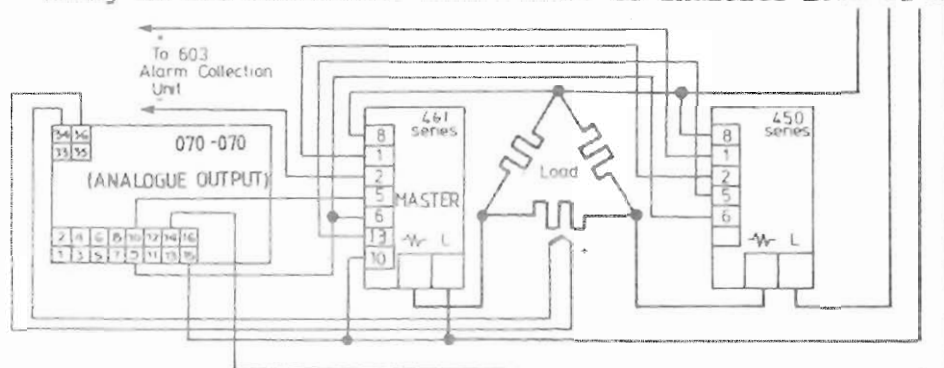 To 603
Alarm Collection
Unit
34 36
33 35
070-070
(ANALOGUE OUTPUT)
2 4 6 8 10 12 14 16
1 3 5 7 9 11 13 15
461
series
8
1
2
5
MASTER
6
13
10
L
Load
+
450
series
8
1
2
5
6
L